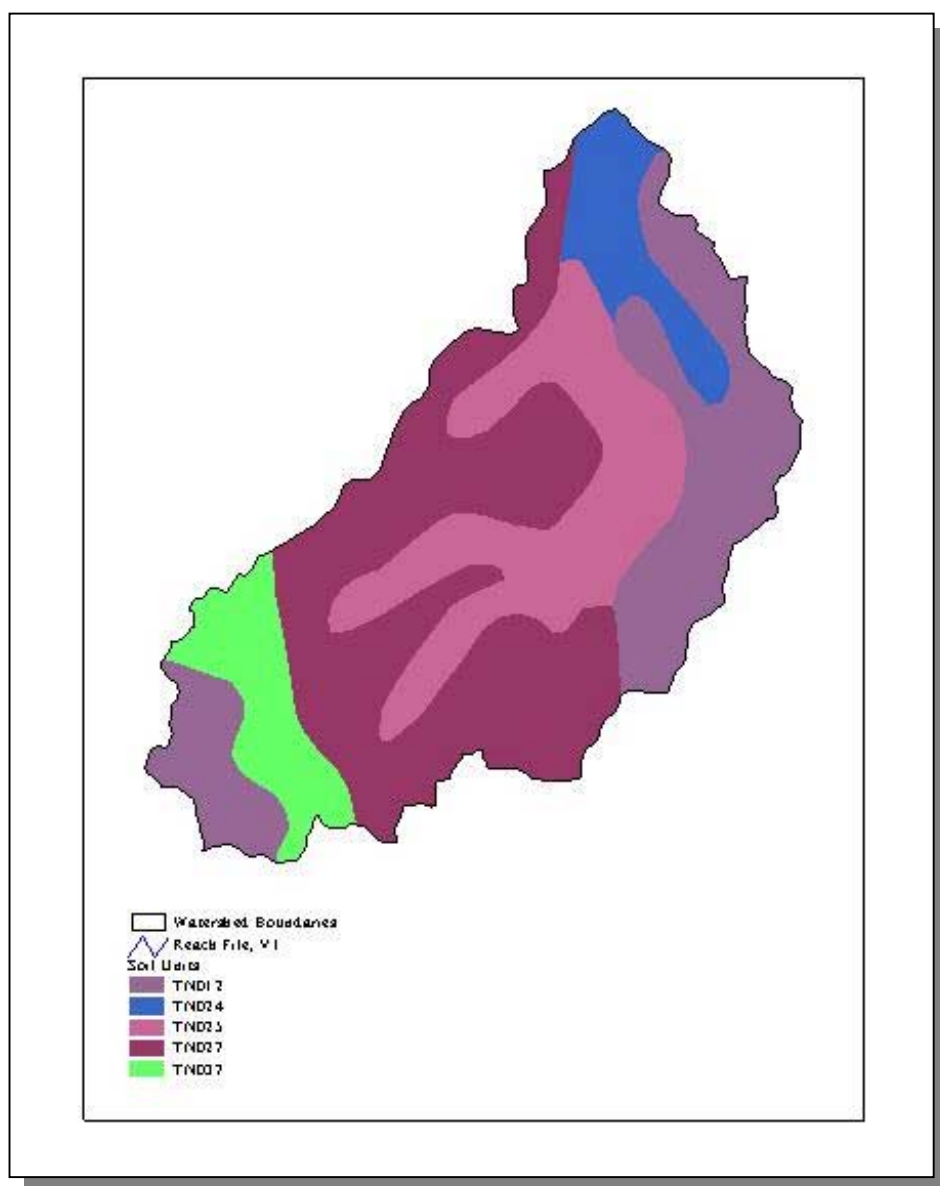 Watershed Boundaries
Reach File, V1
Soil Units
TN012
TN024
TN025
TN027
TN037